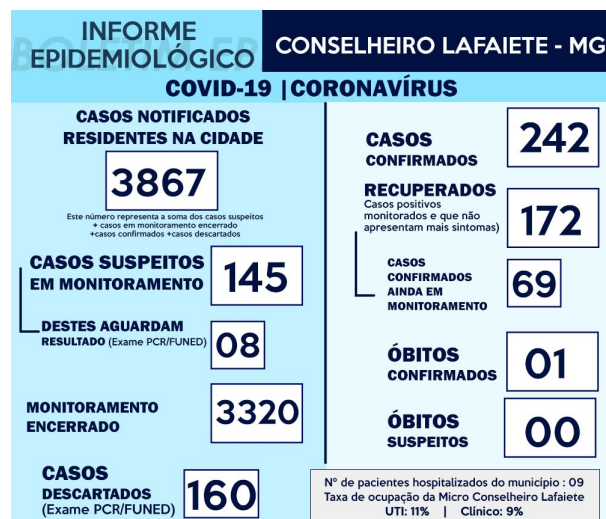 INFORME
EPIDEMIOLÓGICO
CONSELHEIRO LAFAIETE - MG
COVID-19 |CORONAVÍRUS
CASOS NOTIFICADOS
RESIDENTES NA CIDADE
3867
Este número representa a soma dos casos suspeitos
+ casos em monitoramento encerrado
+casos confirmados +casos descartados
CASOS SUSPEITOS
EM MONITORAMENTO
145
DESTES AGUARDAM
RESULTADO (Exame PCR/FUNED)
08
MONITORAMENTO
ENCERRADO
3320
CASOS
DESCARTADOS
(Exame PCR/FUNED)
160
CASOS
CONFIRMADOS
242
RECUPERADOS
Casos positivos
monitorados e que não
apresentam mais sintomas)
172
CASOS
CONFIRMADOS
AINDA EM
MONITORAMENTO
69
ÓBITOS
CONFIRMADOS
01
ÓBITOS
SUSPEITOS
00
Nº de pacientes hospitalizados do município : 09
Taxa de ocupação da Micro Conselheiro Lafaiete
UTI: 11% | Clínico: 9%